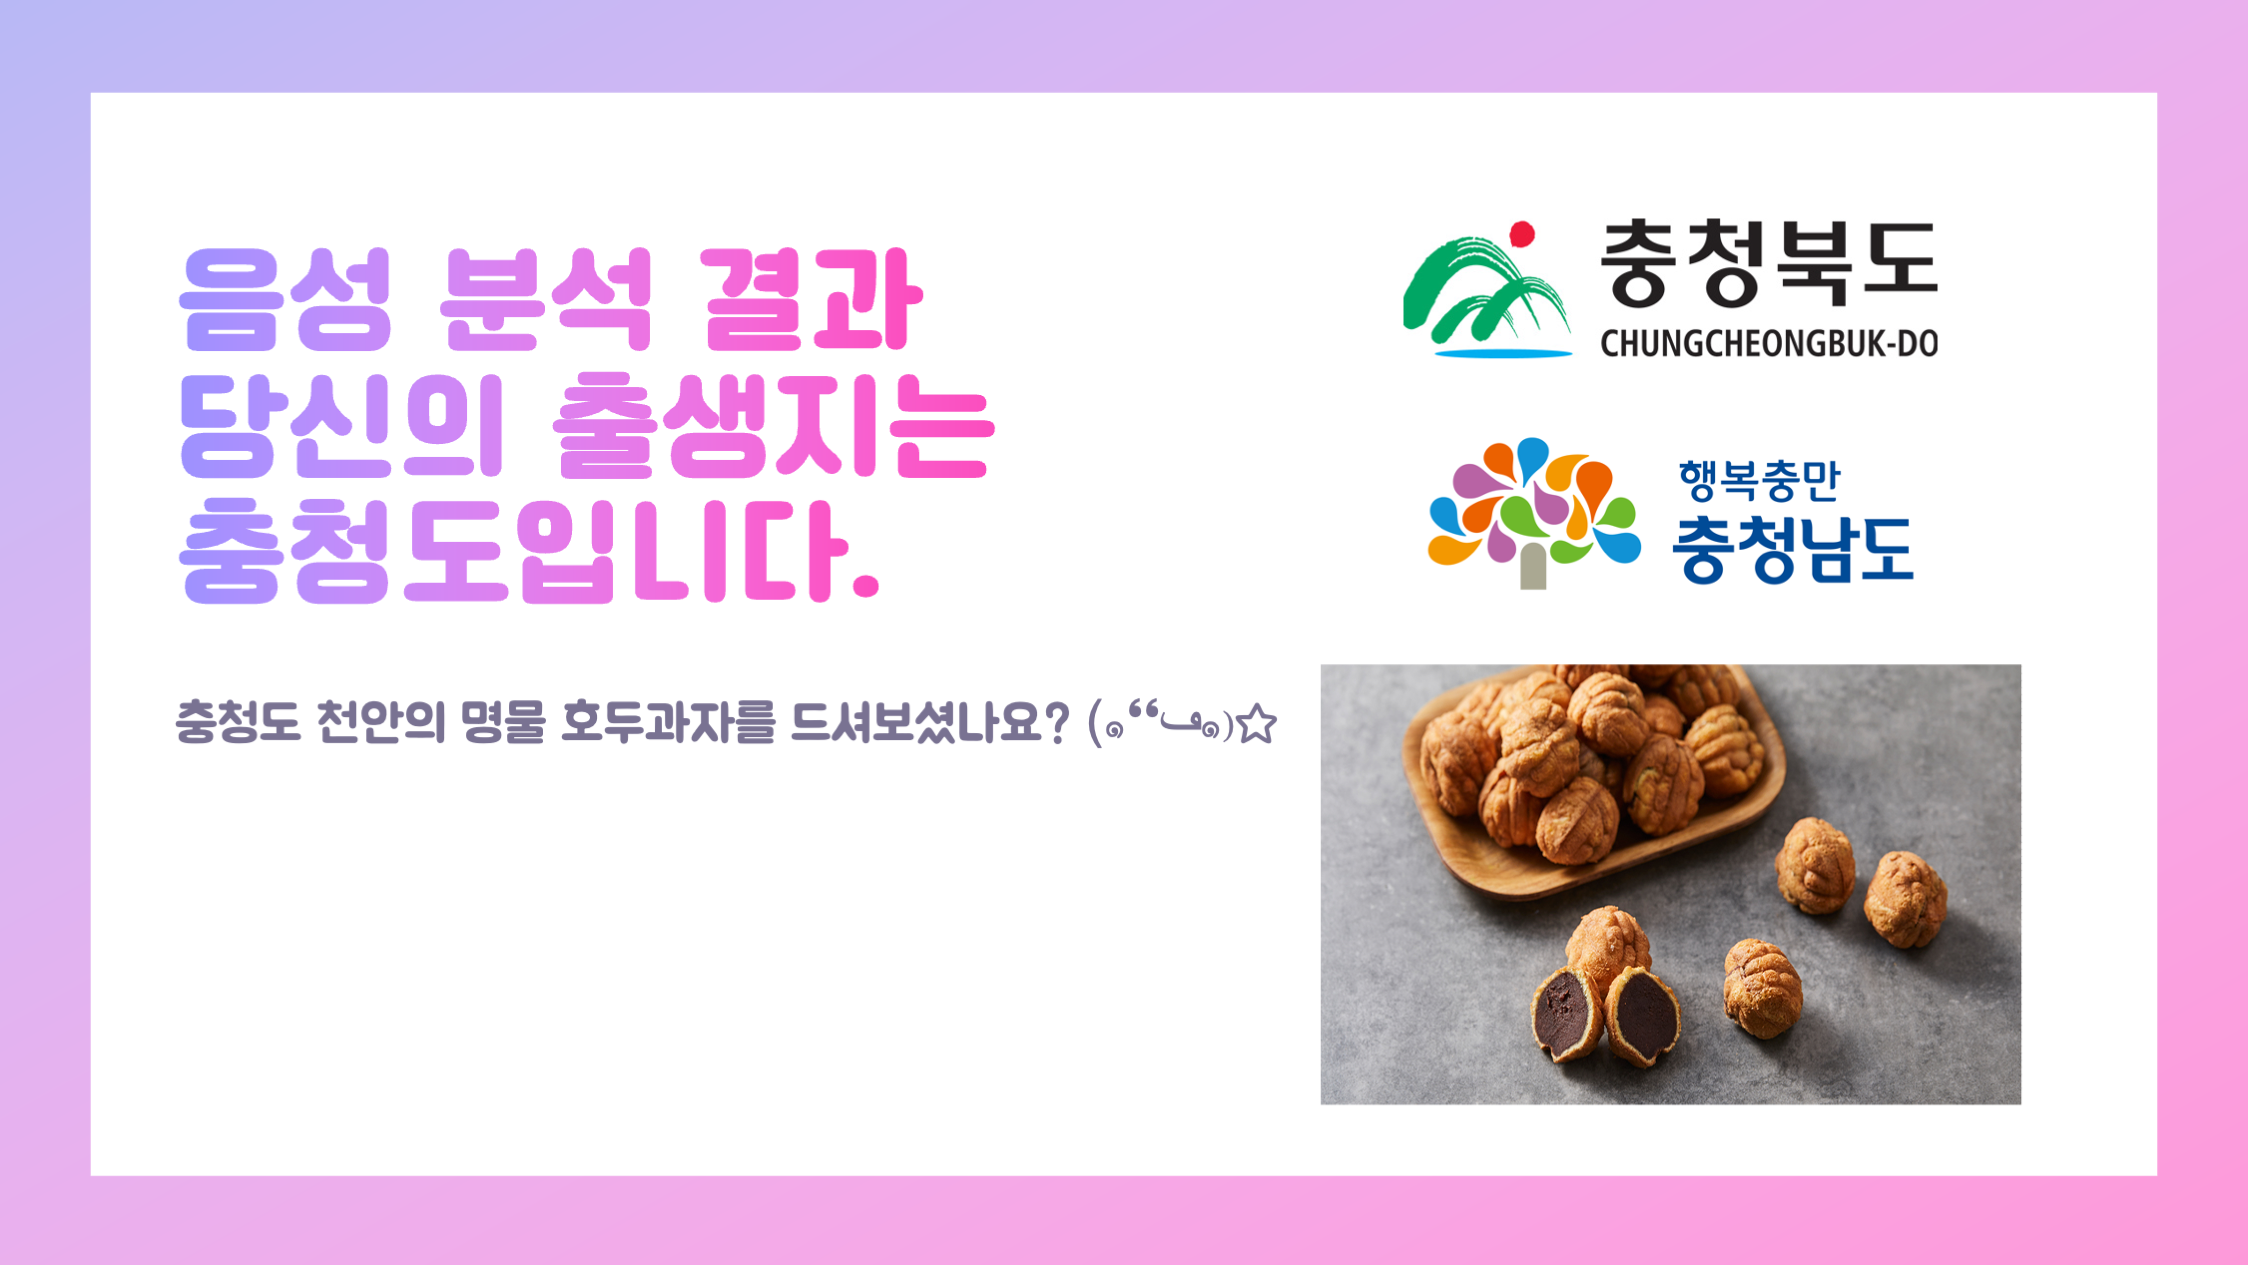 음성 분석 결과
당신의 출생지는
충청도입니다.
충청도 천안의 명물 호두과자를 드셔보셨나요? (๑❛ڡ๑)☆
충청북도
CHUNGCHEONGBUK-DO
행복충만
충청남도